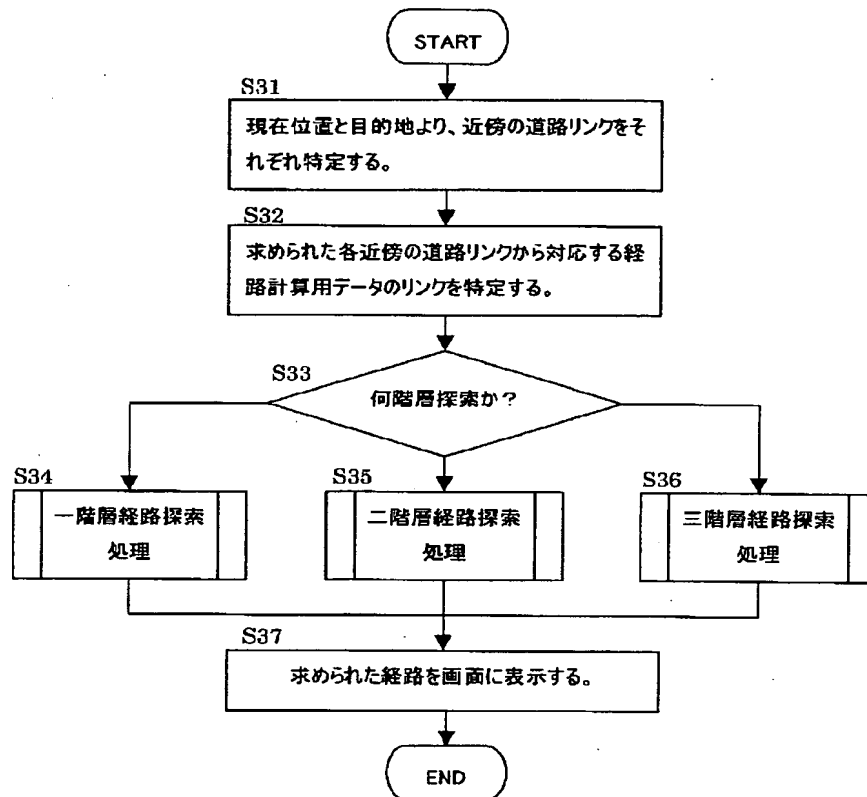 START
S31
現在位置と目的地より、近傍の道路リンクをそ
れぞれ特定する。
S32
求められた各近傍の道路リンクから対応する経
路計算用データのリンクを特定する。
S33
何階層探索か？
S34
一階層経路探索
処理
S35
二階層経路探索
処理
S36
三階層経路探索
処理
S37
求められた経路を画面に表示する。
END